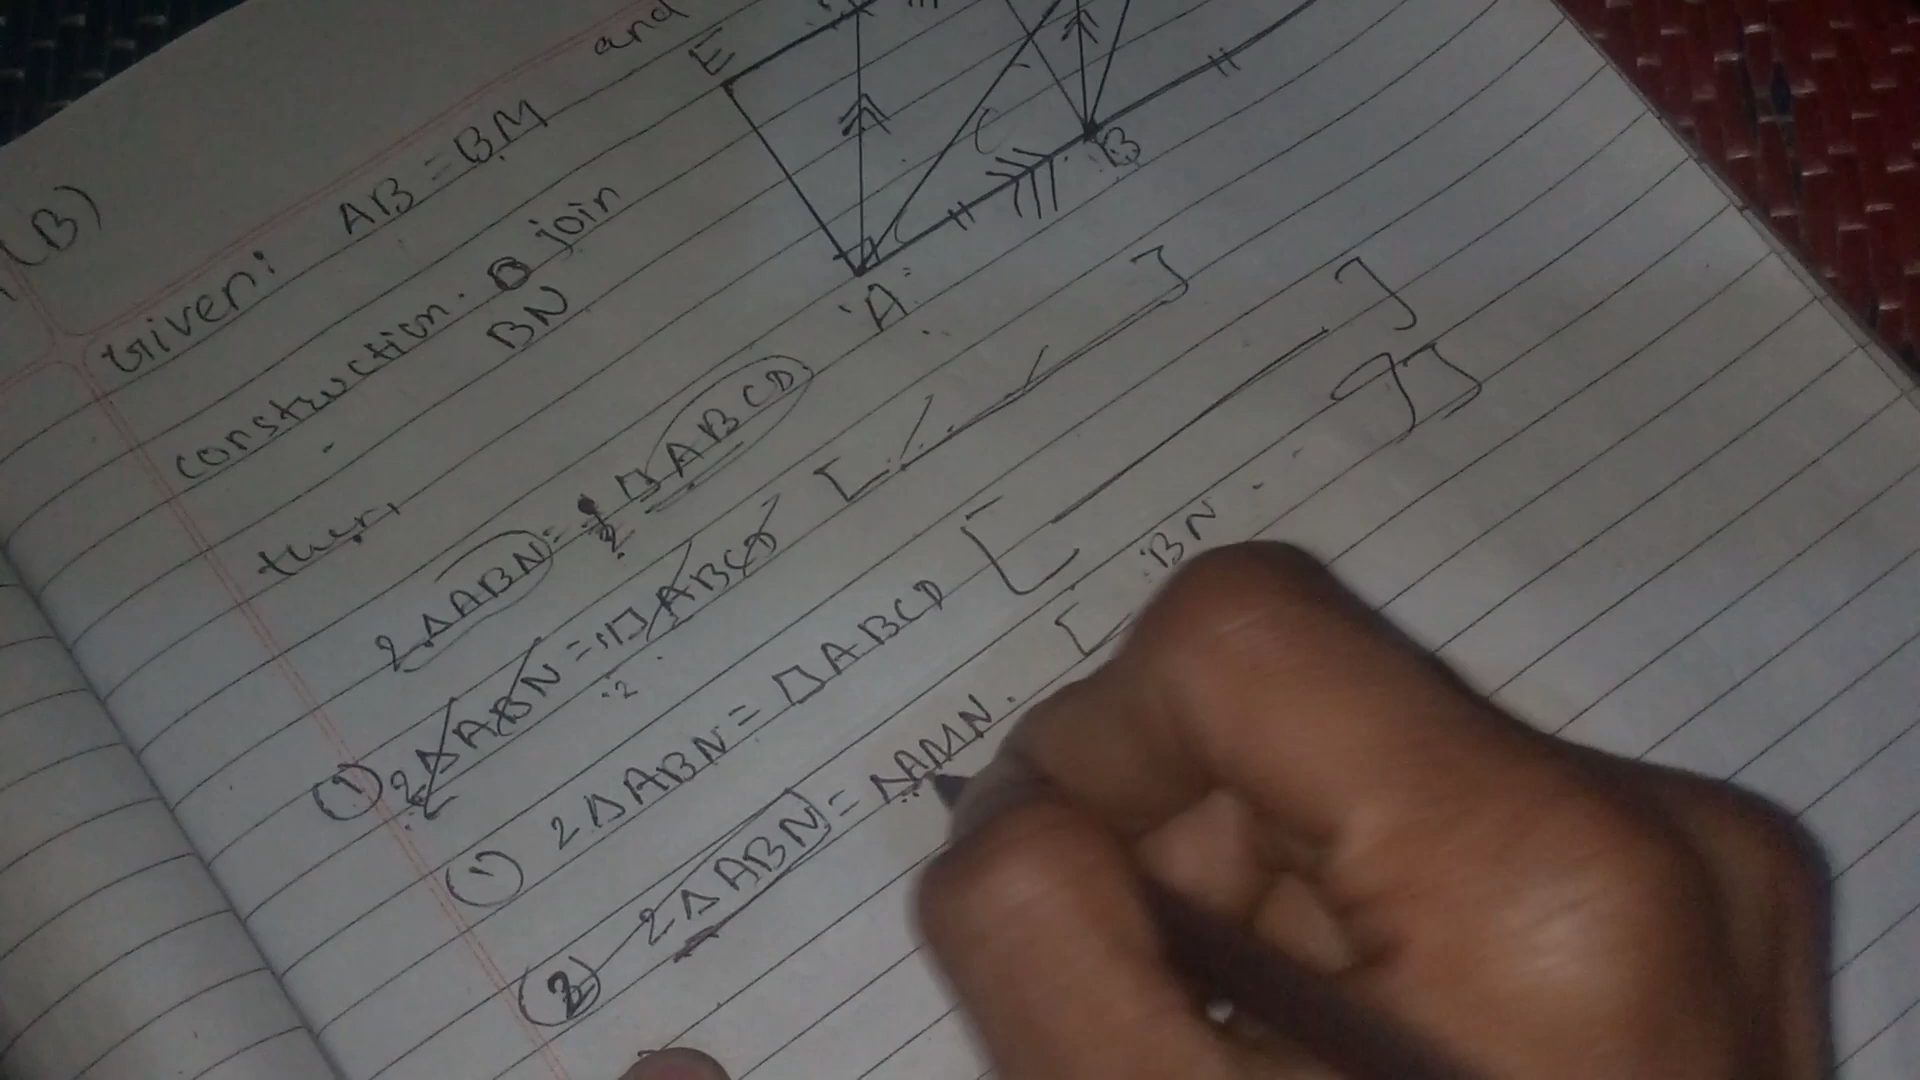 (B)
Given: AB = BM and
construction. join
BN
then,
2 △ABN = ▱ ABCD
① 2 △ABN = ▱ ABCD
2
① 2 △ ABN = ▱ ABCD
② 2 △ ABN = △ AMN. [ BN
E
A
B